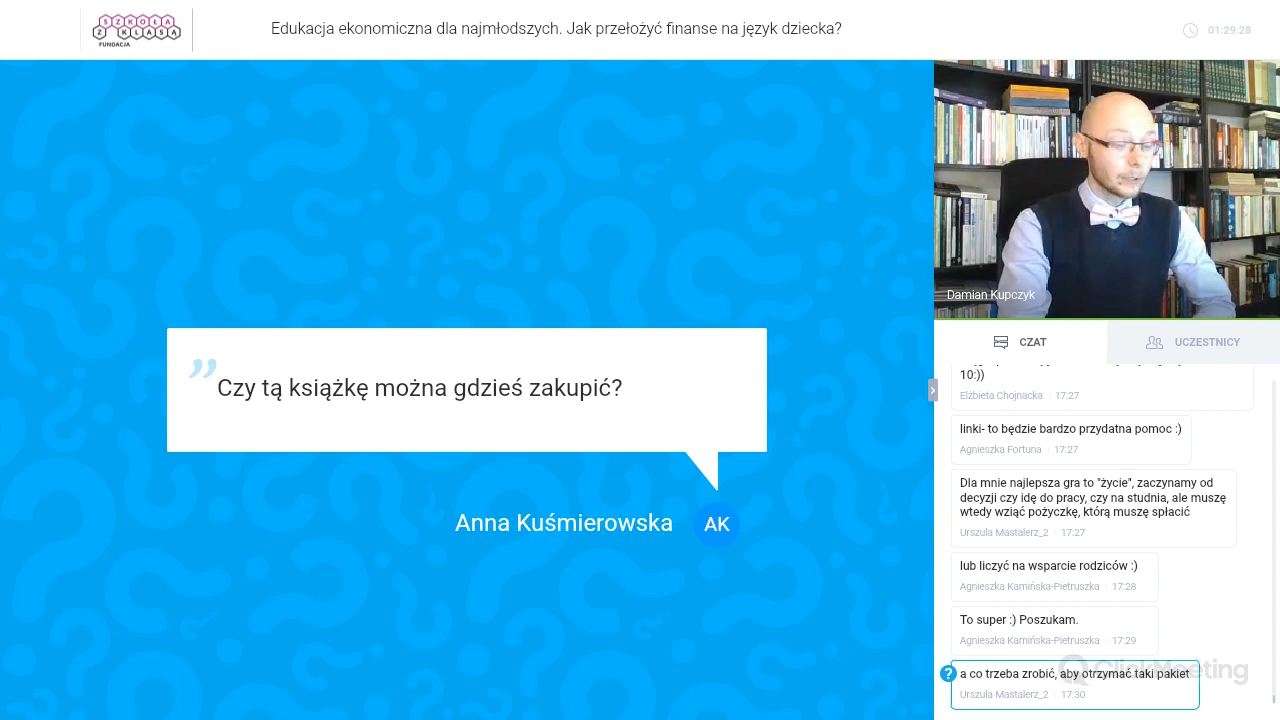 SZKOŁA
Z KLASĄ
FUNDACJA
Edukacja ekonomiczna dla najmłodszych. Jak przełożyć finanse na język dziecka?
01:29:28
Czy tą książkę można gdzieś zakupić?
Anna Kuśmierowska
AK
Damian Kupczyk
CZAT
UCZESTNICY
10:))
Elżbieta Chojnacka 17:27
linki- to będzie bardzo przydatna pomoc :)
Agnieszka Fortuna 17:27
Dla mnie najlepsza gra to "życie", zaczynamy od
decyzji czy idę do pracy, czy na studnia, ale muszę
wtedy wziąć pożyczkę, którą muszę spłacić
Urszula Mastalerz_2 17:27
lub liczyć na wsparcie rodziców :)
Agnieszka Kamińska-Pietruszka 17:28
To super :) Poszukam.
Agnieszka Kamińska-Pietruszka 17:29
ClickMeeting
? a co trzeba zrobić, aby otrzymać taki pakiet
Urszula Mastalerz_2 17:30